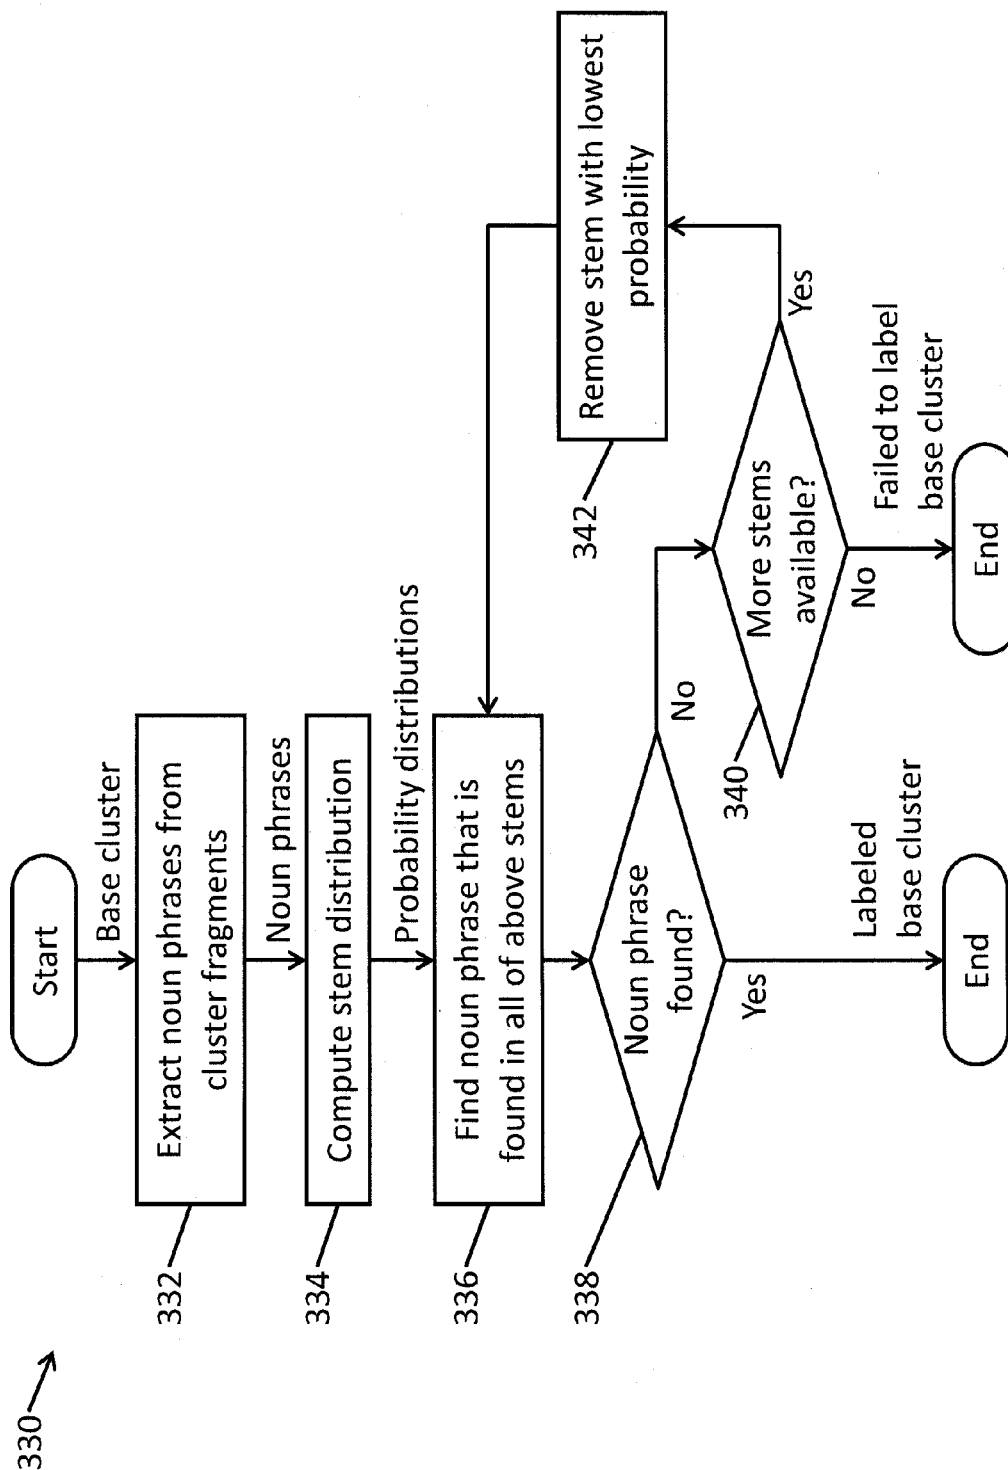 330
Start
Base cluster
332
Extract noun phrases from
cluster fragments
Noun phrases
334
Compute stem distribution
Probability distributions
336
Find noun phrase that is
found in all of above stems
338
Noun phrase
found?
No
Yes
Labeled
base cluster
End
340
More stems
available?
Yes
No
Failed to label
base cluster
End
342
Remove stem with lowest
probability